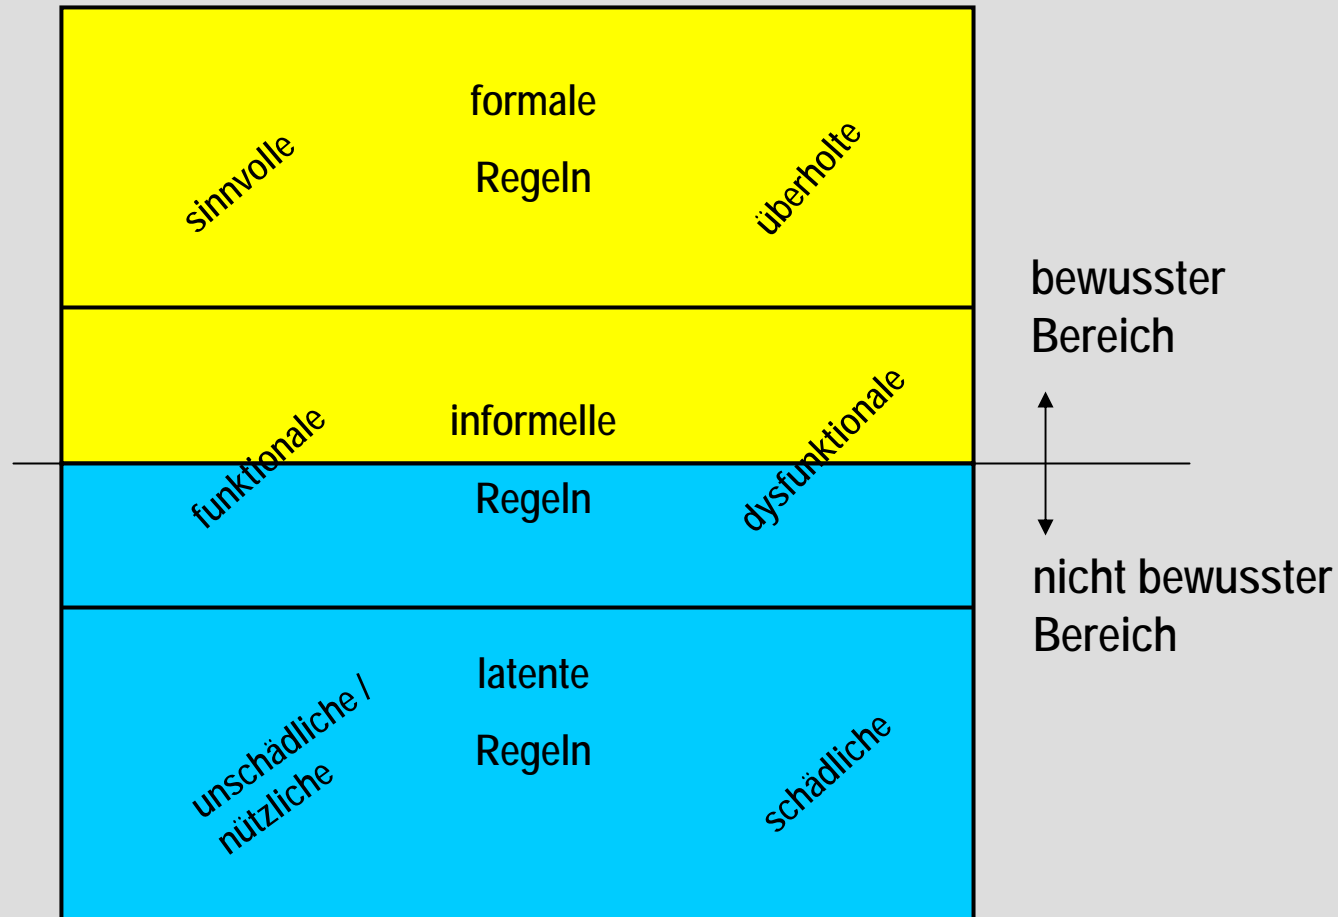 formale
sinnvolle
Regeln
überholte
bewusster
Bereich
informelle
funktionale
Regeln
dysfunktionale
nicht bewusster
Bereich
latente
unschädliche /
nützliche
Regeln
schädliche